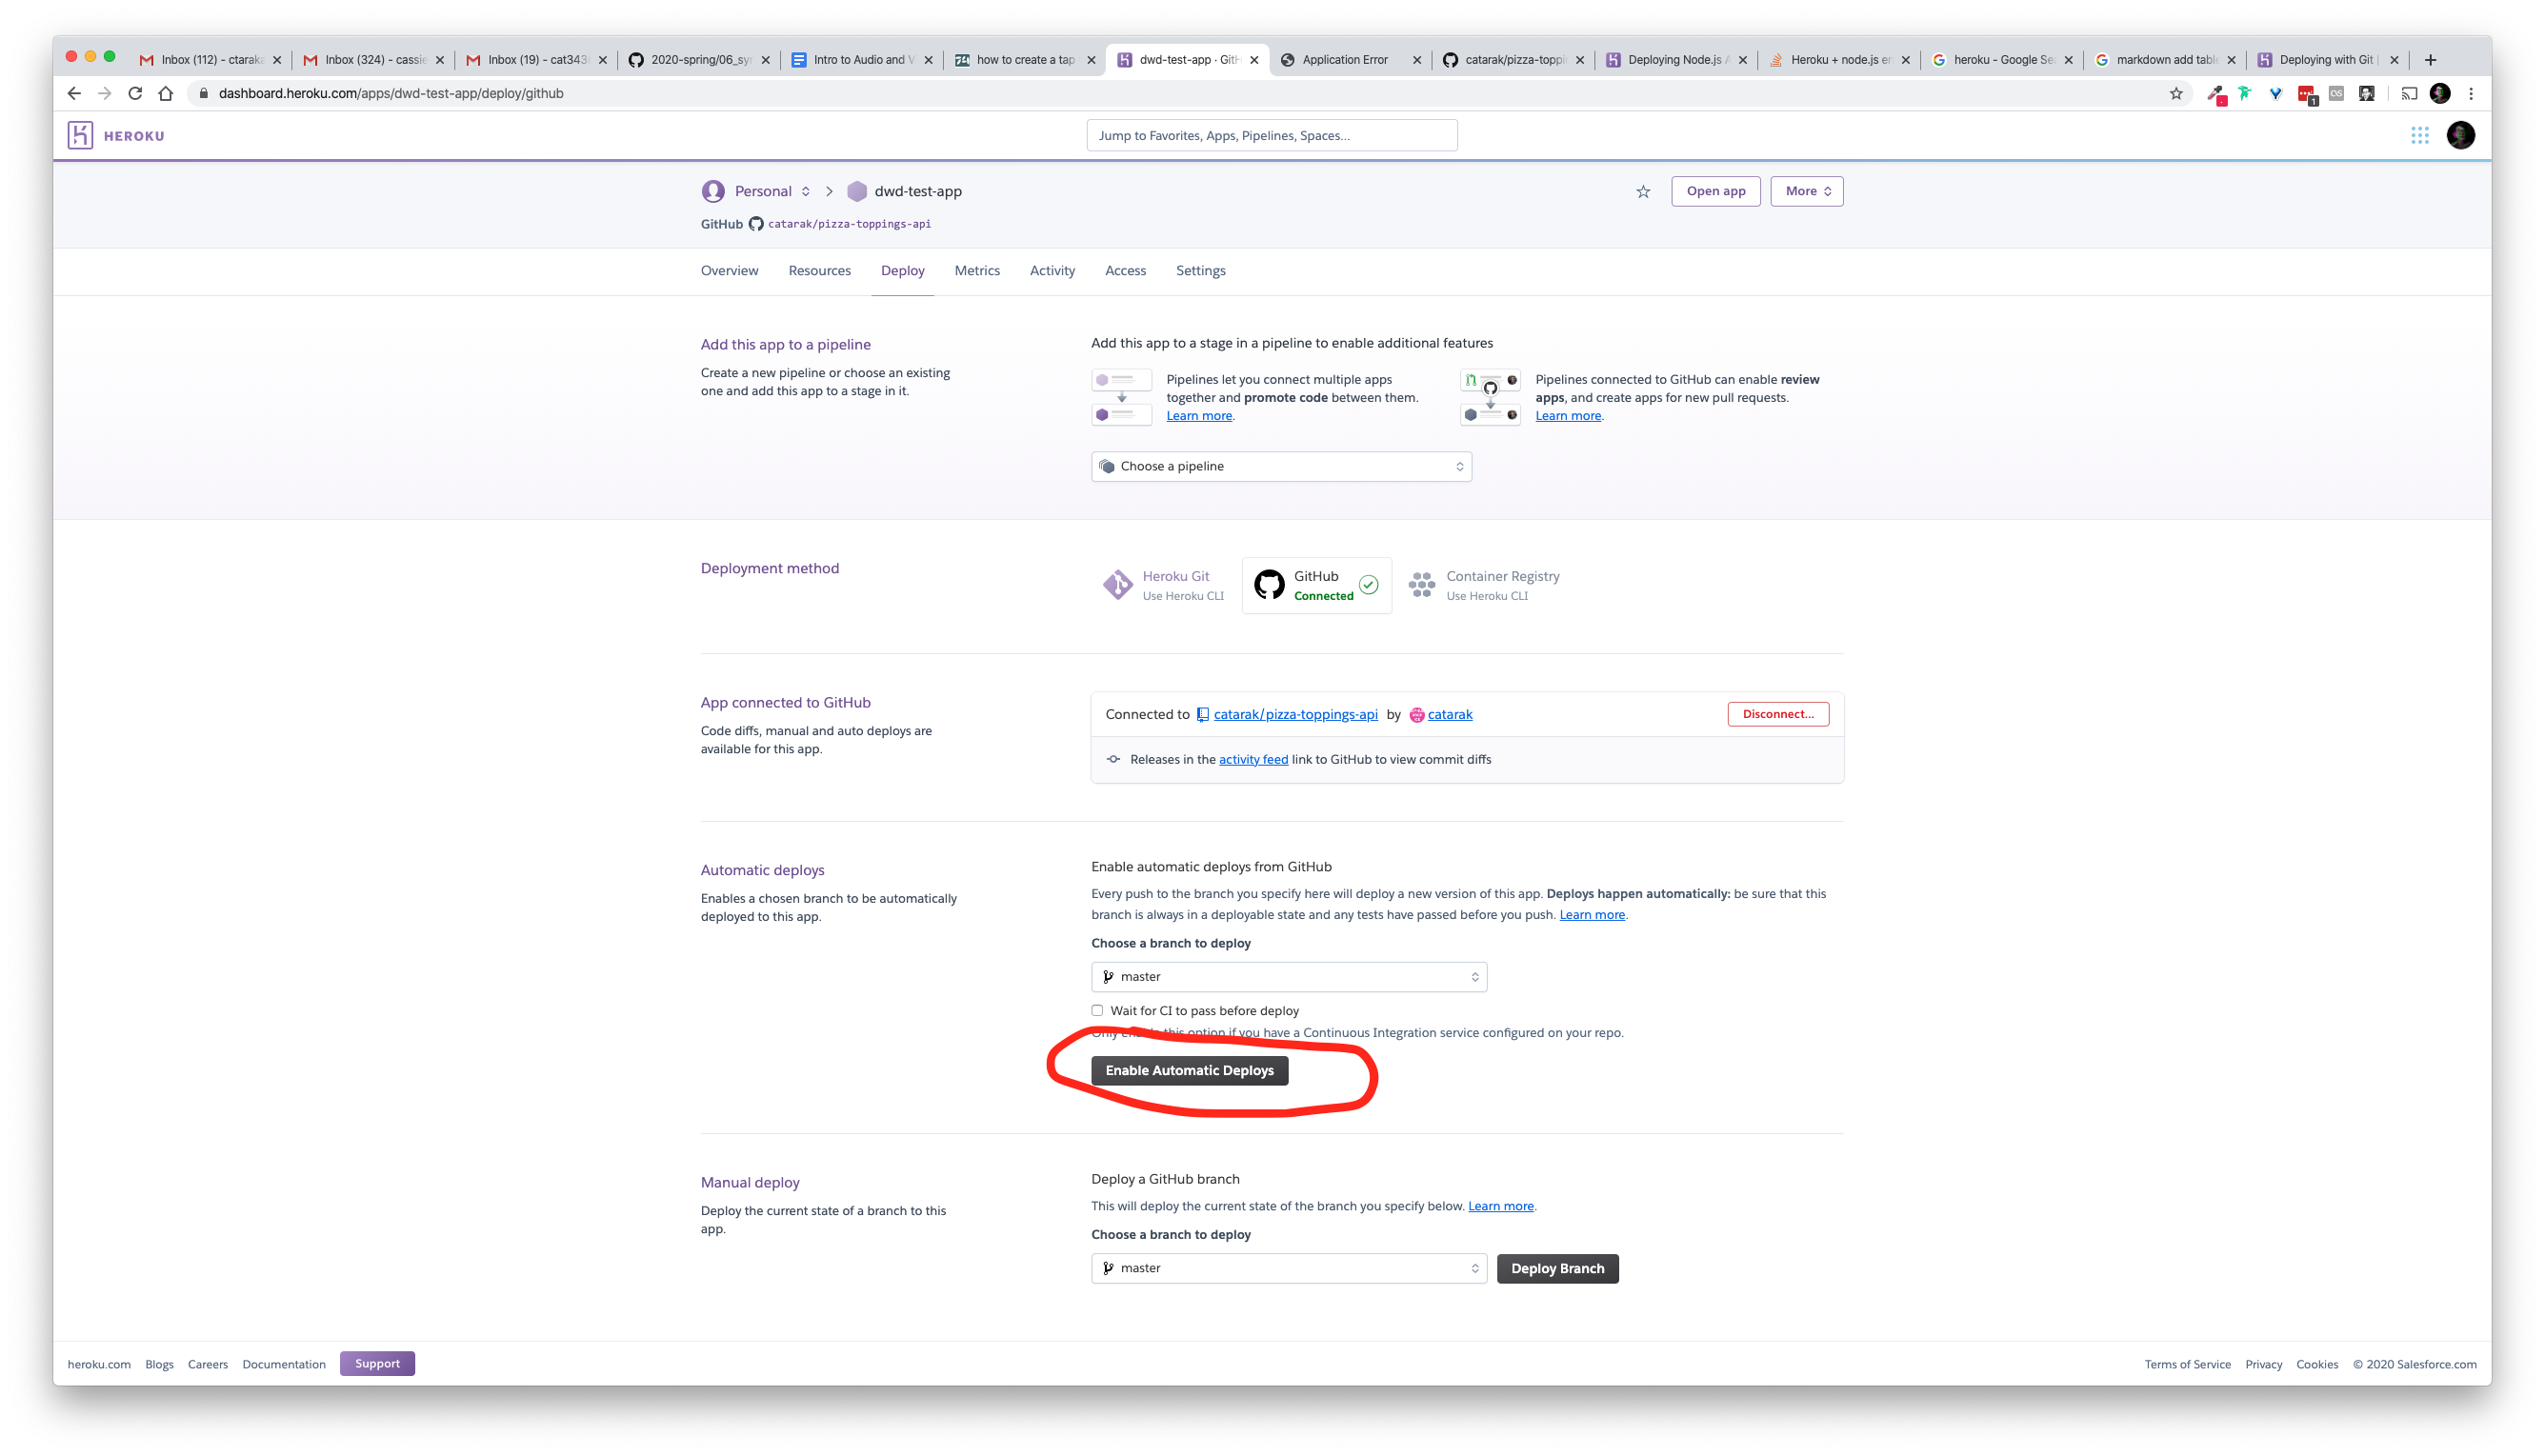 Inbox (112) - ctaraka
Inbox (324) - cassie
Inbox (19) - cat343
2020-spring/06_sy
Intro to Audio and V
how to create a tap
dwd-test-app · GitH
Application Error
catarak/pizza-toppi
Deploying Node.js A
Heroku + node.js er
heroku - Google Sea
markdown add table
Deploying with Git |
dashboard.heroku.com/apps/dwd-test-app/deploy/github
1
HEROKU
Jump to Favorites, Apps, Pipelines, Spaces...
Personal
dwd-test-app
Open app
More
GitHub catarak/pizza-toppings-api
Overview
Resources
Deploy
Metrics
Activity
Access
Settings
Add this app to a pipeline
Create a new pipeline or choose an existing
one and add this app to a stage in it.
Add this app to a stage in a pipeline to enable additional features
Pipelines let you connect multiple apps
together and promote code between them.
Learn more.
Pipelines connected to GitHub can enable review
apps, and create apps for new pull requests.
Learn more.
Choose a pipeline
Deployment method
Heroku Git
Use Heroku CLI
GitHub
Connected
Container Registry
Use Heroku CLI
App connected to GitHub
Code diffs, manual and auto deploys are
available for this app.
Connected to catarak/pizza-toppings-api by catarak
Disconnect...
Releases in the activity feed link to GitHub to view commit diffs
Automatic deploys
Enables a chosen branch to be automatically
deployed to this app.
Enable automatic deploys from GitHub
Every push to the branch you specify here will deploy a new version of this app. Deploys happen automatically: be sure that this
branch is always in a deployable state and any tests have passed before you push. Learn more.
Choose a branch to deploy
master
Wait for CI to pass before deploy
Only enable this option if you have a Continuous Integration service configured on your repo.
Enable Automatic Deploys
Manual deploy
Deploy the current state of a branch to this
app.
Deploy a GitHub branch
This will deploy the current state of the branch you specify below. Learn more.
Choose a branch to deploy
master
Deploy Branch
heroku.com
Blogs
Careers
Documentation
Support
Terms of Service
Privacy
Cookies
© 2020 Salesforce.com